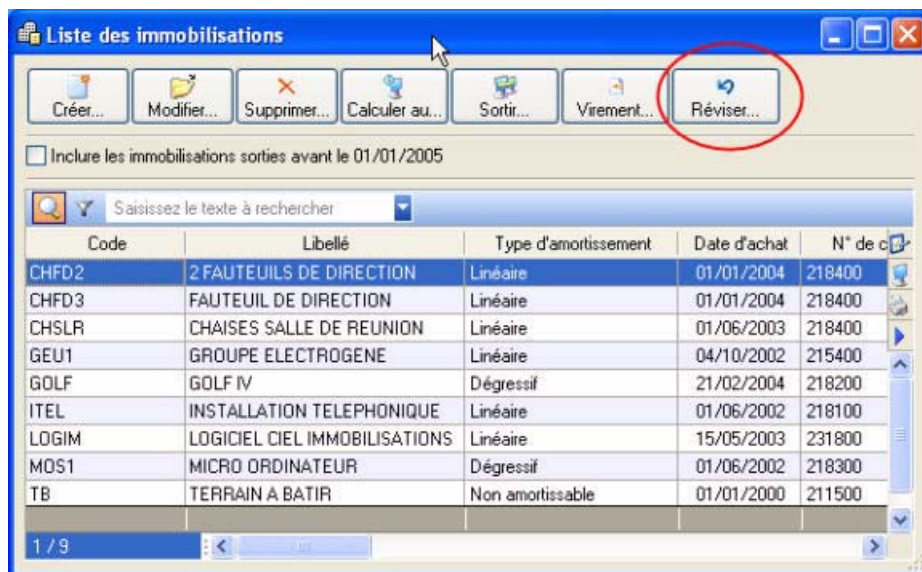 Liste des immobilisations
Créer... Modifier... Supprimer... Calculer au... Sortir... Virement... Réviser...
Inclure les immobilisations sorties avant le 01/01/2005
Saisissez le texte à rechercher
Code Libellé Type d'amortissement Date d'achat N° de c
CHFD2 2 FAUTEUILS DE DIRECTION Linéaire 01/01/2004 218400
CHFD3 FAUTEUIL DE DIRECTION Linéaire 01/01/2004 218400
CHSLR CHAISES SALLE DE REUNION Linéaire 01/06/2003 218400
GEU1 GROUPE ELECTROGENE Linéaire 04/10/2002 215400
GOLF GOLF IV Dégressif 21/02/2004 218200
ITEL INSTALLATION TELEPHONIQUE Linéaire 01/06/2002 218100
LOGIM LOGICIEL CIEL IMMOBILISATIONS Linéaire 15/05/2003 231800
MOS1 MICRO ORDINATEUR Dégressif 01/06/2002 218300
TB TERRAIN A BATIR Non amortissable 01/01/2000 211500
1 / 9